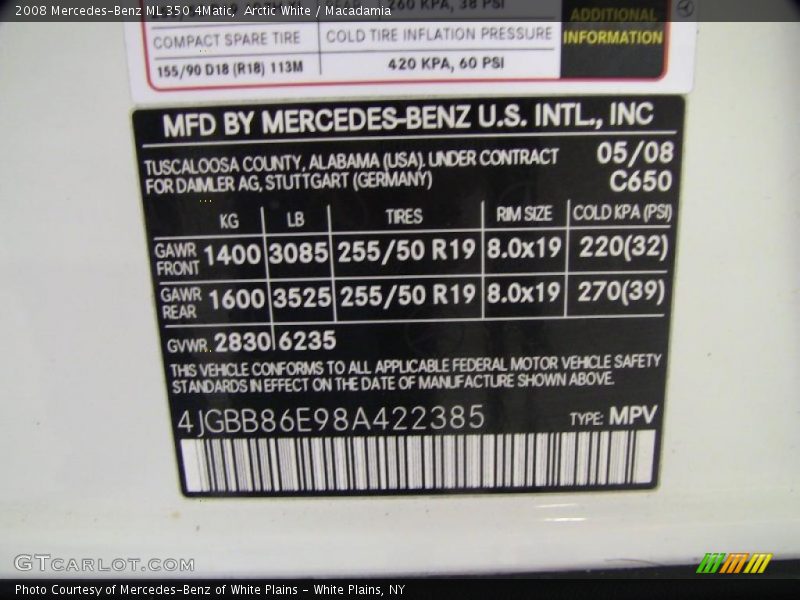 2008 Mercedes-Benz ML 350 4Matic, Arctic White / Macadamia
260 KPA, 38 PSI
COMPACT SPARE TIRE COLD TIRE INFLATION PRESSURE
155/90 D18 (R18) 113M 420 KPA, 60 PSI
ADDITIONAL
INFORMATION
MFD BY MERCEDES-BENZ U.S. INTL., INC
TUSCALOOSA COUNTY, ALABAMA (USA). UNDER CONTRACT 05/08
FOR DAIMLER AG, STUTTGART (GERMANY) C650
KG LB TIRES RIM SIZE COLD KPA (PSI)
GAWR FRONT 1400 3085 255/50 R19 8.0x19 220(32)
GAWR REAR 1600 3525 255/50 R19 8.0x19 270(39)
GVWR. 2830 6235
THIS VEHICLE CONFORMS TO ALL APPLICABLE FEDERAL MOTOR VEHICLE SAFETY
STANDARDS IN EFFECT ON THE DATE OF MANUFACTURE SHOWN ABOVE.
4JGBB86E98A422385 TYPE: MPV
GTCARLOT.COM
Photo Courtesy of Mercedes-Benz of White Plains - White Plains, NY